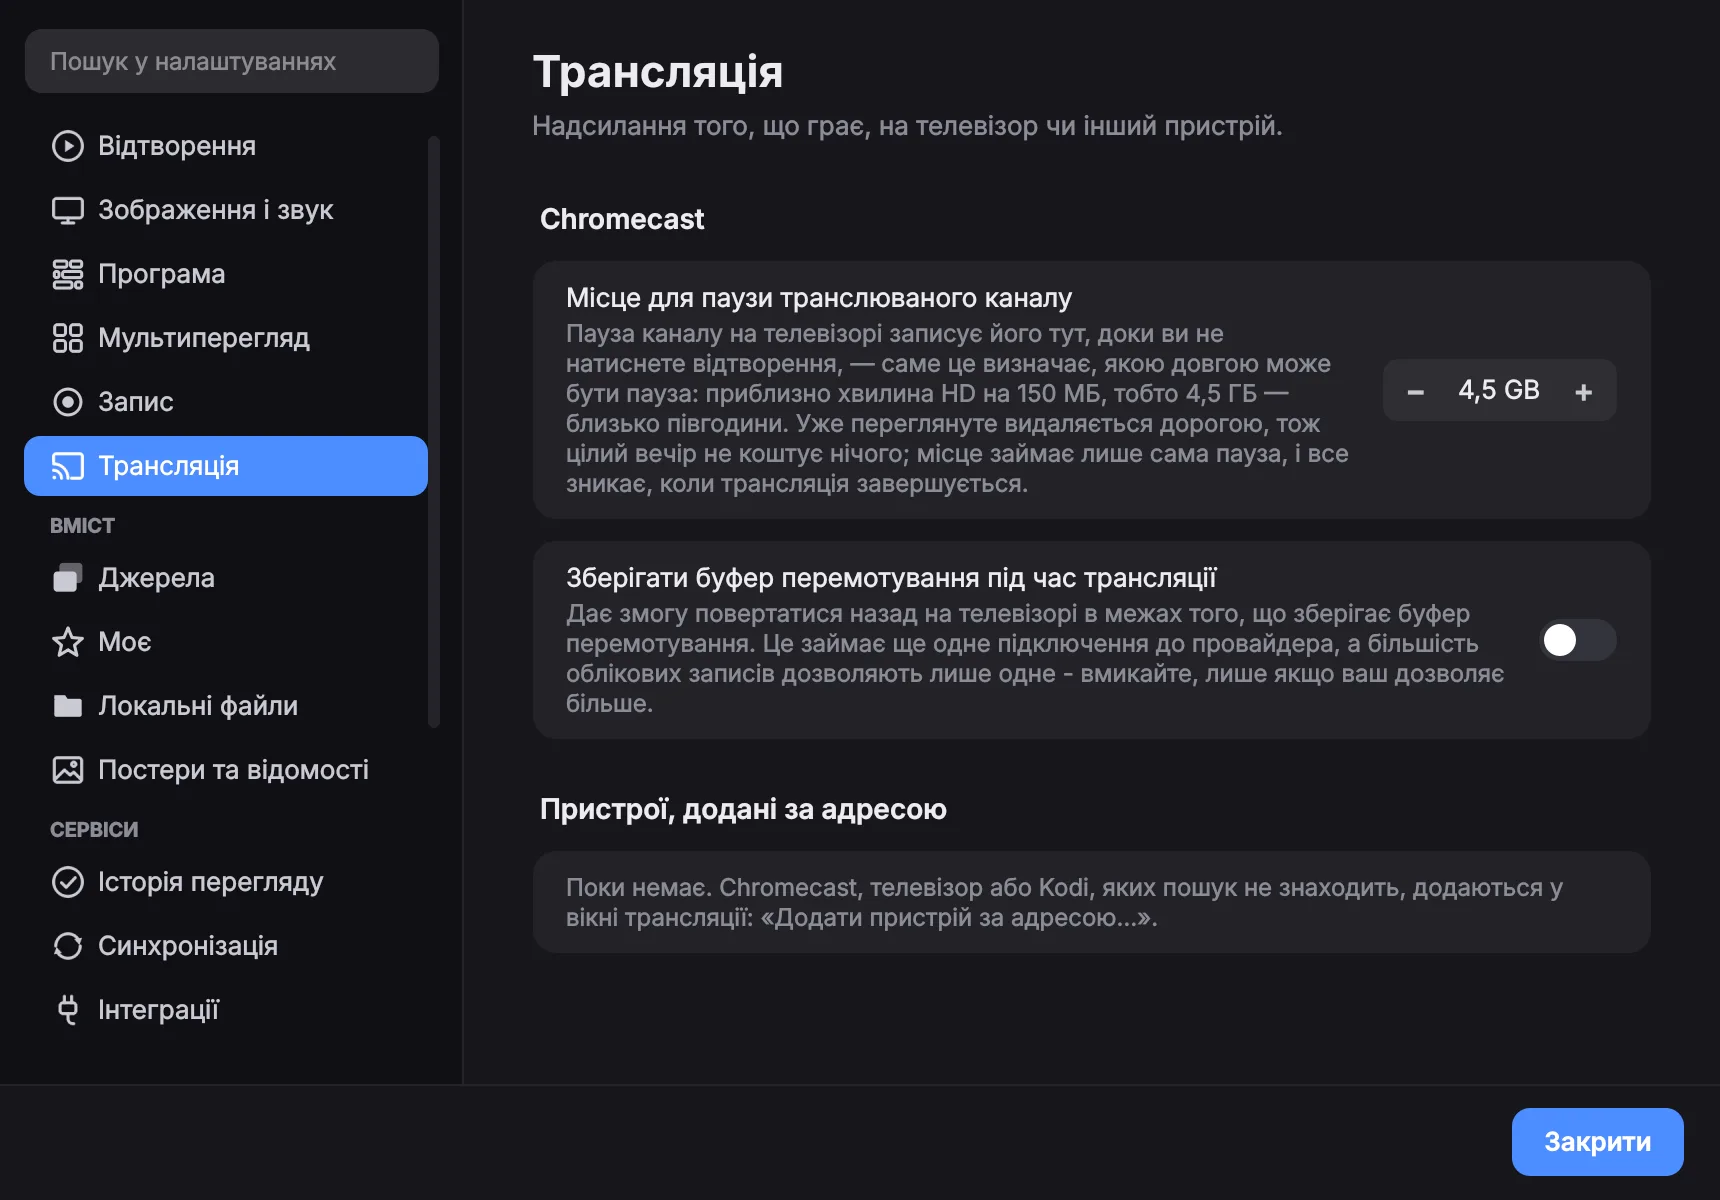 Пошук у налаштуваннях
Відтворення
Зображення і звук
Програма
Мультиперегляд
Запис
Трансляція
ВМІСТ
Джерела
Моє
Локальні файли
Постери та відомості
СЕРВІСИ
Історія перегляду
Синхронізація
Інтеграції
Трансляція
Надсилання того, що грає, на телевізор чи інший пристрій.
Chromecast
Місце для паузи транслюваного каналу
Пауза каналу на телевізорі записує його тут, доки ви не
натиснете відтворення, — саме це визначає, якою довгою може
бути пауза: приблизно хвилина HD на 150 МБ, тобто 4,5 ГБ —
близько півгодини. Уже переглянуте видаляється дорогою, тож
цілий вечір не коштує нічого; місце займає лише сама пауза, і все
зникає, коли трансляція завершується.
– 4,5 GB +
Зберігати буфер перемотування під час трансляції
Дає змогу повертатися назад на телевізорі в межах того, що зберігає буфер
перемотування. Це займає ще одне підключення до провайдера, а більшість
облікових записів дозволяють лише одне - вмикайте, лише якщо ваш дозволяє
більше.
Пристрої, додані за адресою
Поки немає. Chromecast, телевізор або Kodi, яких пошук не знаходить, додаються у
вікні трансляції: «Додати пристрій за адресою…».
Закрити